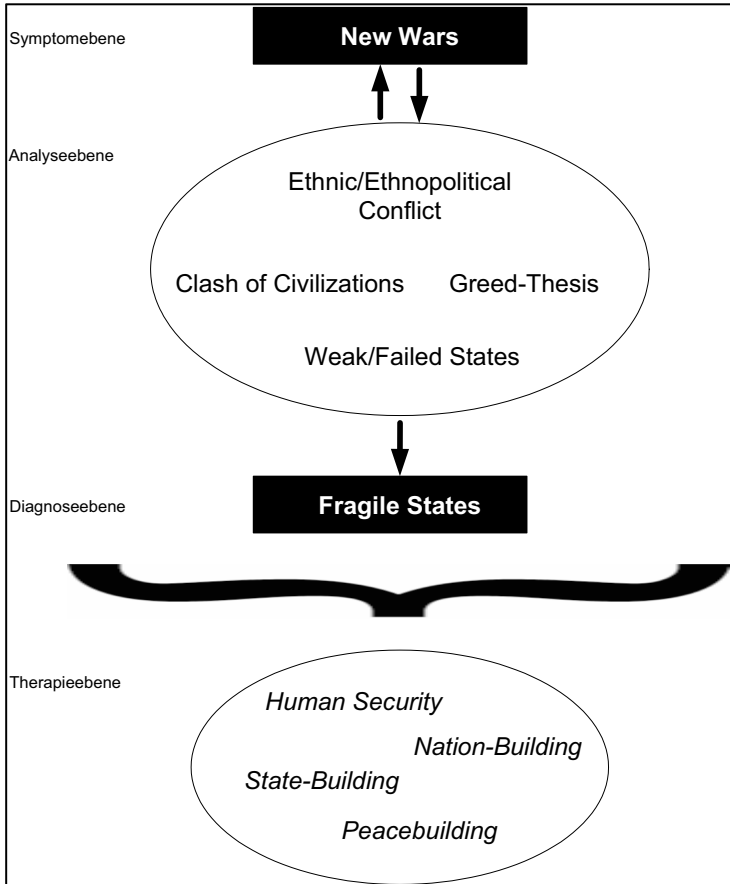 Symptomebene
New Wars
Analyseebene
Ethnic/Ethnopolitical
Conflict
Clash of Civilizations
Greed-Thesis
Weak/Failed States
Diagnoseebene
Fragile States
Therapieebene
Human Security
Nation-Building
State-Building
Peacebuilding